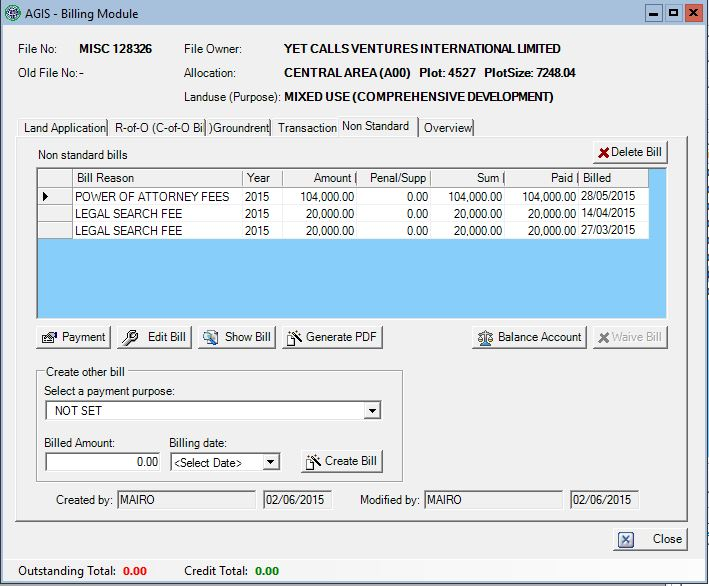 AGIS - Billing Module
File No: MISC 128326 File Owner: YET CALLS VENTURES INTERNATIONAL LIMITED
Old File No:- Allocation: CENTRAL AREA (A00) Plot: 4527 PlotSize: 7248.04
Landuse (Purpose): MIXED USE (COMPREHENSIVE DEVELOPMENT)
Land Application R-of-O (C-of-O Bi )Groundrent Transaction Non Standard Overview
Non standard bills Delete Bill
Bill Reason Year Amount Penal/Supp Sum Paid Billed
POWER OF ATTORNEY FEES 2015 104,000.00 0.00 104,000.00 104,000.00 28/05/2015
LEGAL SEARCH FEE 2015 20,000.00 0.00 20,000.00 20,000.00 14/04/2015
LEGAL SEARCH FEE 2015 20,000.00 0.00 20,000.00 20,000.00 27/03/2015
Payment Edit Bill Show Bill Generate PDF Balance Account Waive Bill
Create other bill
Select a payment purpose:
NOT SET
Billed Amount: Billing date:
0.00 <Select Date> Create Bill
Created by: MAIRO 02/06/2015 Modified by: MAIRO 02/06/2015
Close
Outstanding Total: 0.00 Credit Total: 0.00